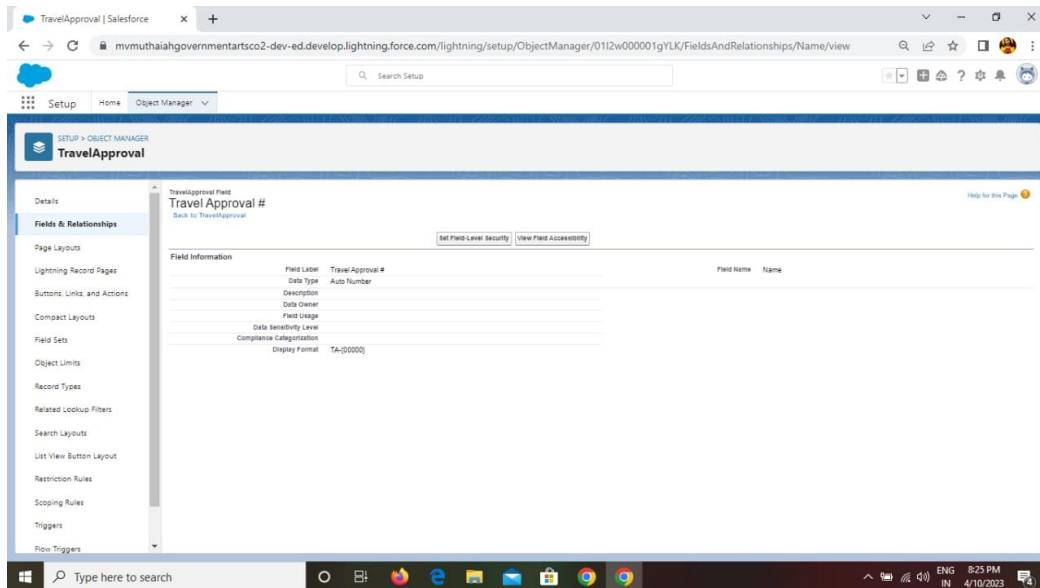 TravelApproval | Salesforce
mvmuthaiahgovernmentartsco2-dev-ed.develop.lightning.force.com/lightning/setup/ObjectManager/01I2w000001gYLK/FieldsAndRelationships/Name/view
Search Setup
Setup Home Object Manager
SETUP > OBJECT MANAGER
TravelApproval
Details
Fields & Relationships
Page Layouts
Lightning Record Pages
Buttons, Links, and Actions
Compact Layouts
Field Sets
Object Limits
Record Types
Related Lookup Filters
Search Layouts
List View Button Layout
Restriction Rules
Scoping Rules
Triggers
Flow Triggers
TravelApproval Field
Travel Approval #
Back to TravelApproval
Help for this Page
Set Field-Level Security View Field Accessibility
Field Information
Field Label Travel Approval # Field Name Name
Data Type Auto Number
Description
Data Owner
Field Usage
Data Sensitivity Level
Compliance Categorization
Display Format TA-{00000}
Type here to search
ENG 8:25 PM
IN 4/10/2023
4